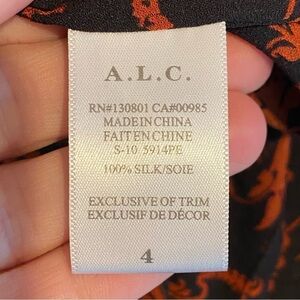 A.L.C.
RN#130801 CA#00985
MADE IN CHINA
FAIT EN CHINE
S-10 5914PE
100% SILK/SOIE
EXCLUSIVE OF TRIM
EXCLUSIF DE DÉCOR
4